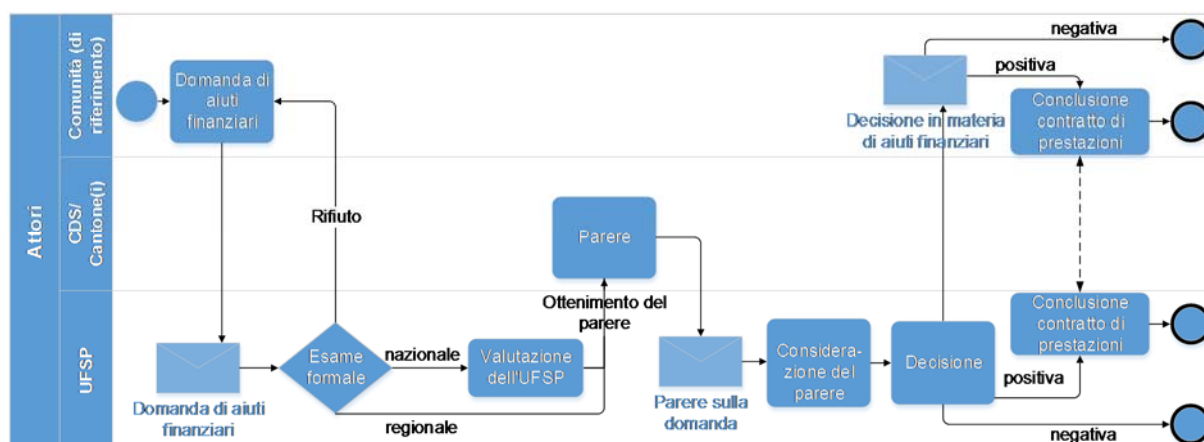 Attori
Comunità (di
riferimento)
CDS/
Cantone(i)
UFSP
Domanda di
aiuti
finanziari
Rifiuto
Domanda di aiuti
finanziari
Esame
formale
nazionale
regionale
Valutazione
dell'UFSP
Ottenimento del
parere
Parere
Parere sulla
domanda
Considera-
zione del
parere
Decisione
Decisione in materia
di aiuti finanziari
negativa
positiva
Conclusione
contratto di
prestazioni
Conclusione
contratto di
prestazioni
positiva
negativa